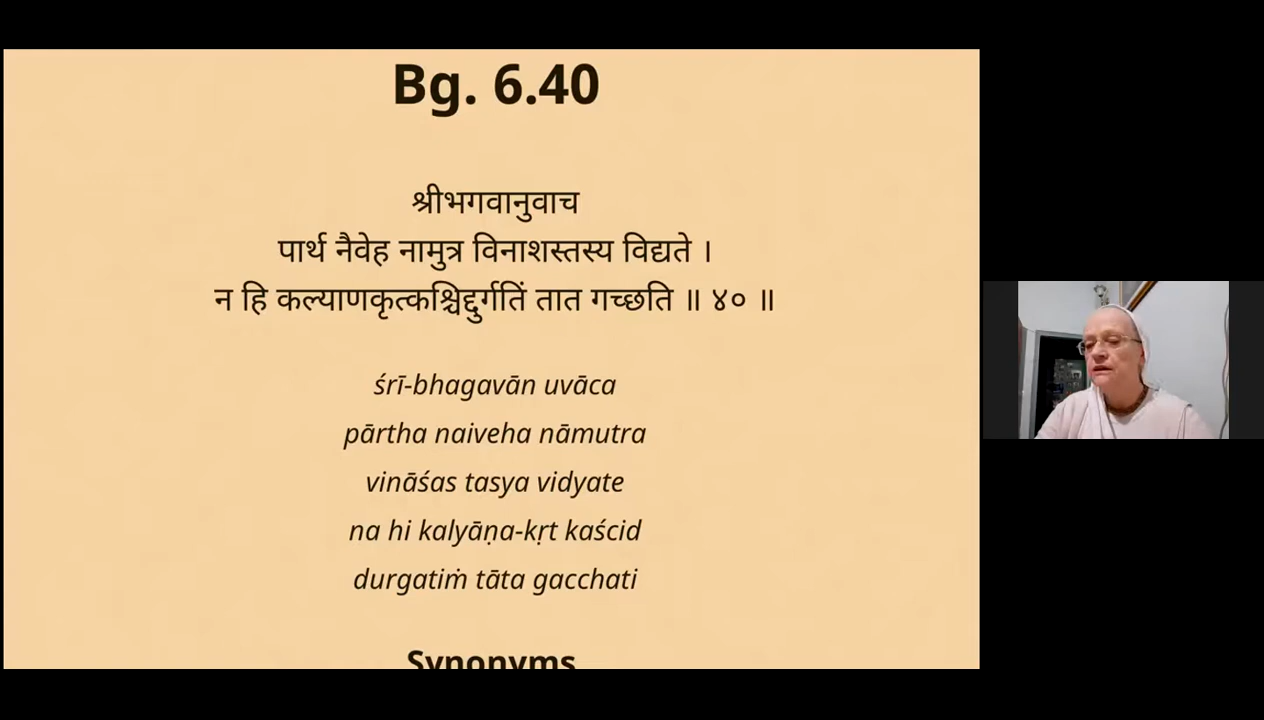 Bg. 6.40
श्रीभगवानुवाच
पार्थ नैवेह नामुत्र विनाशस्तस्य विद्यते ।
न हि कल्याणकृत्कश्चिद्दुर्गतिं तात गच्छति ॥ ४० ॥
śrī-bhagavān uvāca
pārtha naiveha nāmutra
vināśas tasya vidyate
na hi kalyāṇa-kṛt kaścid
durgatiṁ tāta gacchati
Synonyms